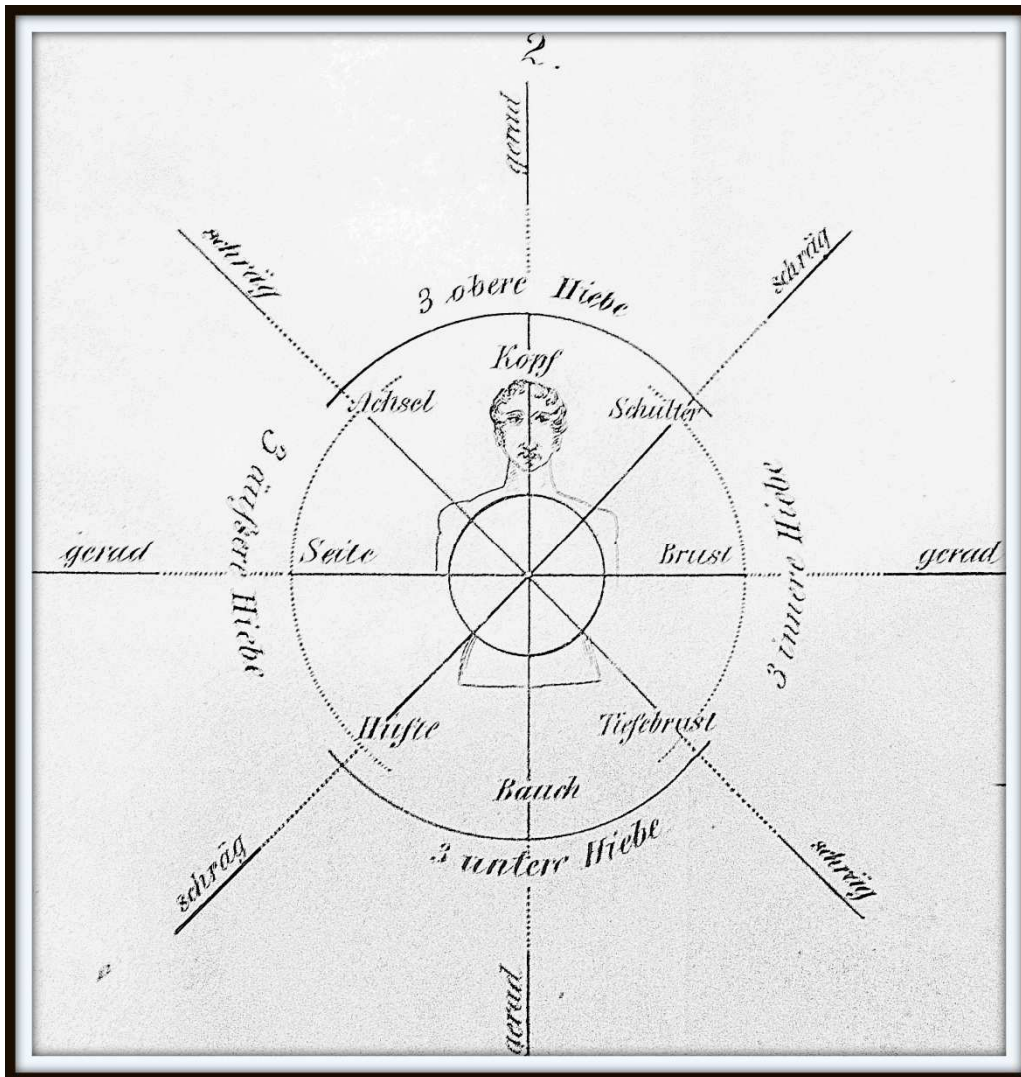 2.
gerad
schräg
schräg
3 obere Hiebe
Kopf
Achsel
Schulter
3 äußere Hiebe
3 innere Hiebe
gerad
Seite
Brust
gerad
Hüfte
Tiefebrust
Bauch
3 untere Hiebe
schräg
schräg
gerad